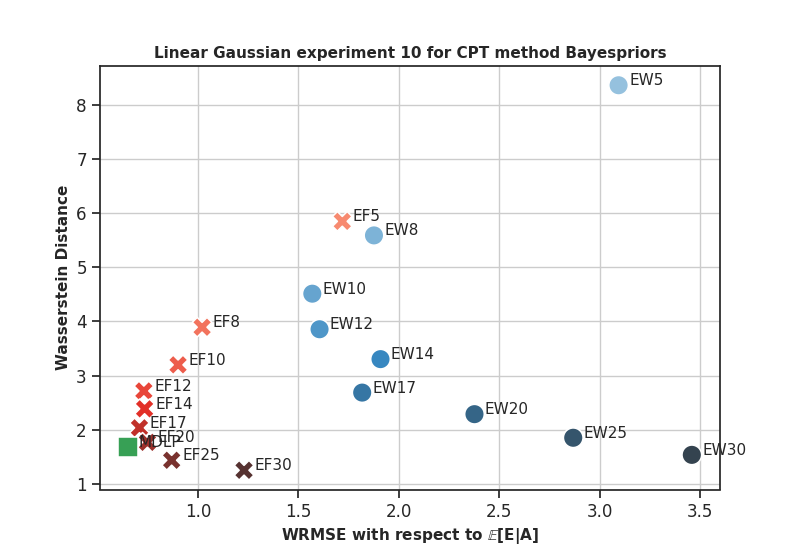 Linear Gaussian experiment 10 for CPT method Bayespriors
Wasserstein Distance
8
7
6
5
4
3
2
1
EW5
EF5
EW8
EW10
EF8
EW12
EW14
EF10
EF12
EW17
EF14
EW20
EF17
EW25
EF20
MDLP
EF25
EW30
EF30
1.0 1.5 2.0 2.5 3.0 3.5
WRMSE with respect to 𝔼[E|A]